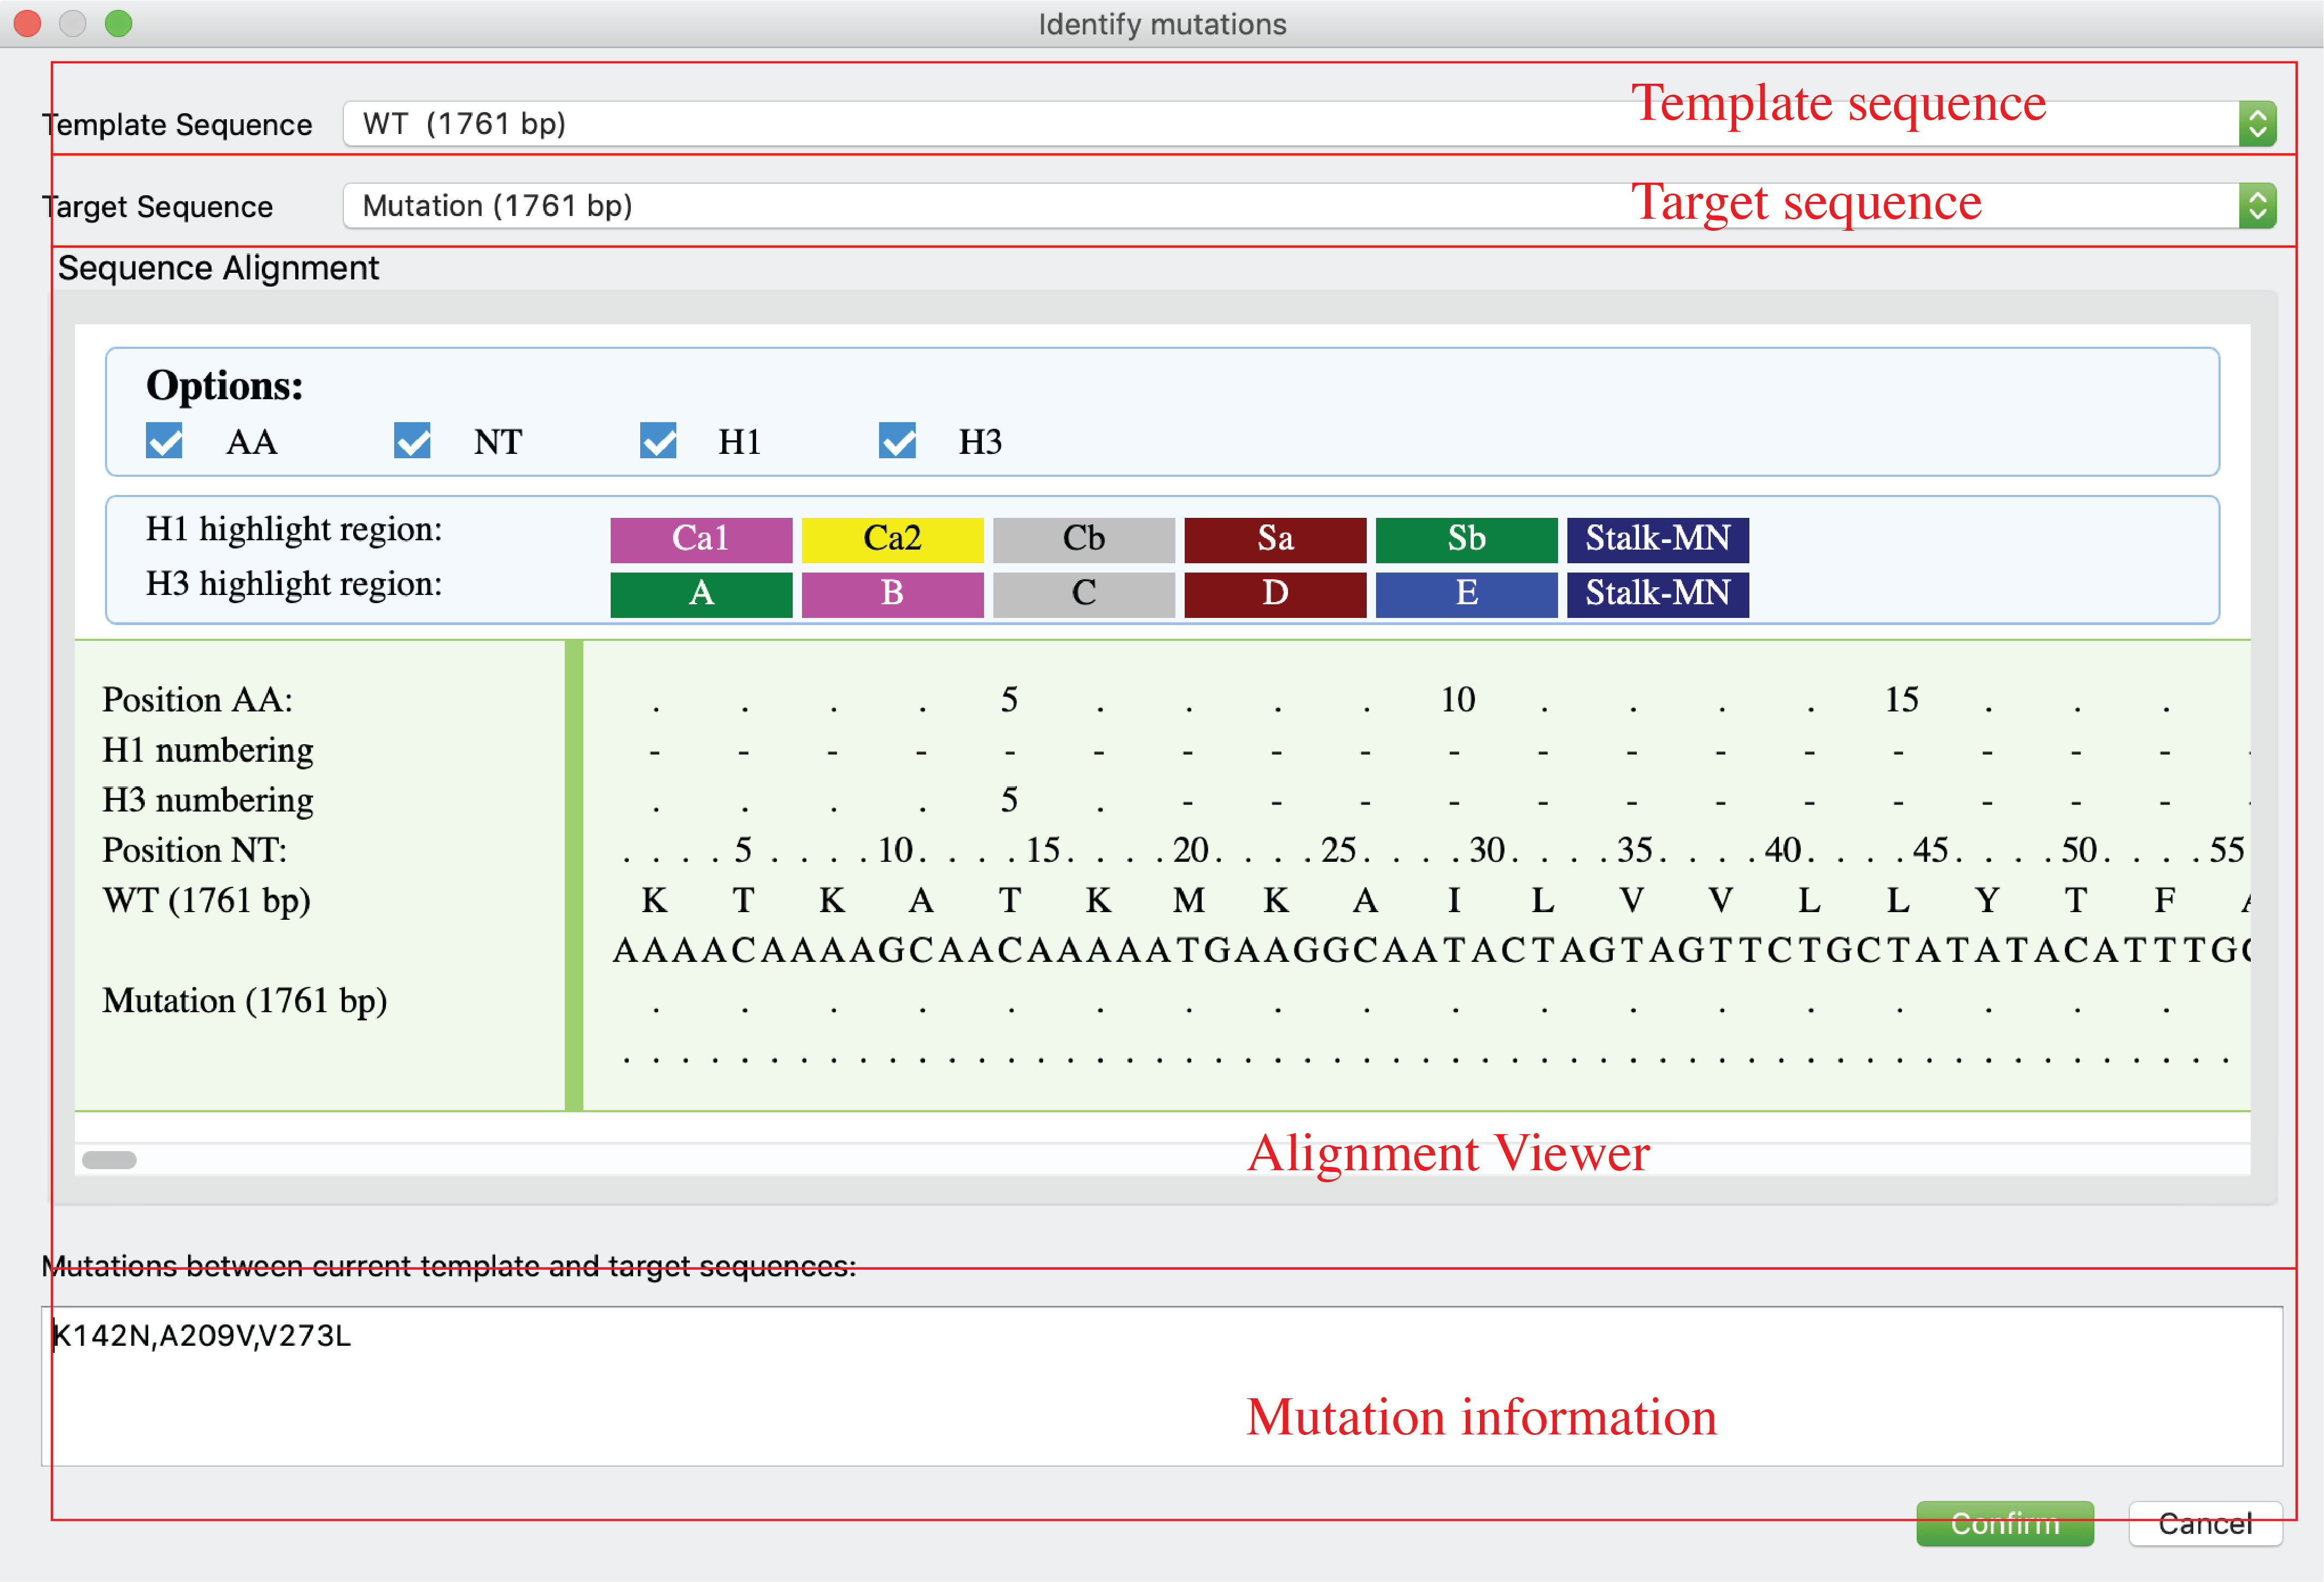 Identify mutations
Template Sequence WT (1761 bp) Template sequence
Target Sequence Mutation (1761 bp) Target sequence
Sequence Alignment
Options:
AA NT H1 H3
H1 highlight region: Ca1 Ca2 Cb Sa Sb Stalk-MN
H3 highlight region: A B C D E Stalk-MN
Position AA: . . . . 5 . . . . 10 . . . . 15 . . .
H1 numbering - - - - - - - - - - - - - - - - - - -
H3 numbering . . . . 5 . - - - - - - - - - - - - -
Position NT: . . . . 5 . . . . 10 . . . . 15 . . . . 20 . . . . 25 . . . . 30 . . . . 35 . . . . 40 . . . . 45 . . . . 50 . . . . 55
WT (1761 bp) K T K A T K M K A I L V V L L Y T F A
AAAACAAAAGCAACAAAAATGAAGGCAATACTAGTAGTTCTGCTATATACATTTGC
Mutation (1761 bp) . . . . . . . . . . . . . . . . . .
. . . . . . . . . . . . . . . . . . . . . . . . . . . . . . . . . . . . . . . . . . . . . . . . . . . . . . .
Alignment Viewer
Mutations between current template and target sequences:
K142N,A209V,V273L
Mutation information
Confirm Cancel